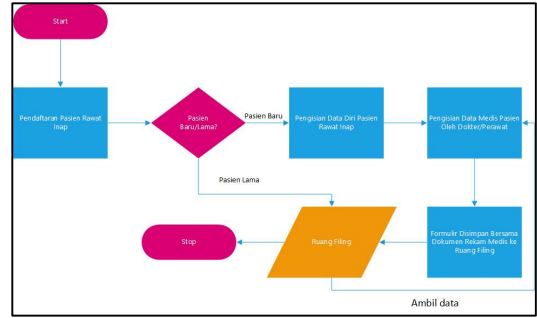 Start
Pendaftaran Pasien Rawat
Inap
Pasien
Baru/Lama?
Pasien Baru
Pengisian Data Diri Pasien
Rawat Inap
Pengisian Data Medis Pasien
Oleh Dokter/Perawat
Pasien Lama
Stop
Ruang Filing
Formulir Disimpan Bersama
Dokumen Rekam Medis ke
Ruang Filing
Ambil data